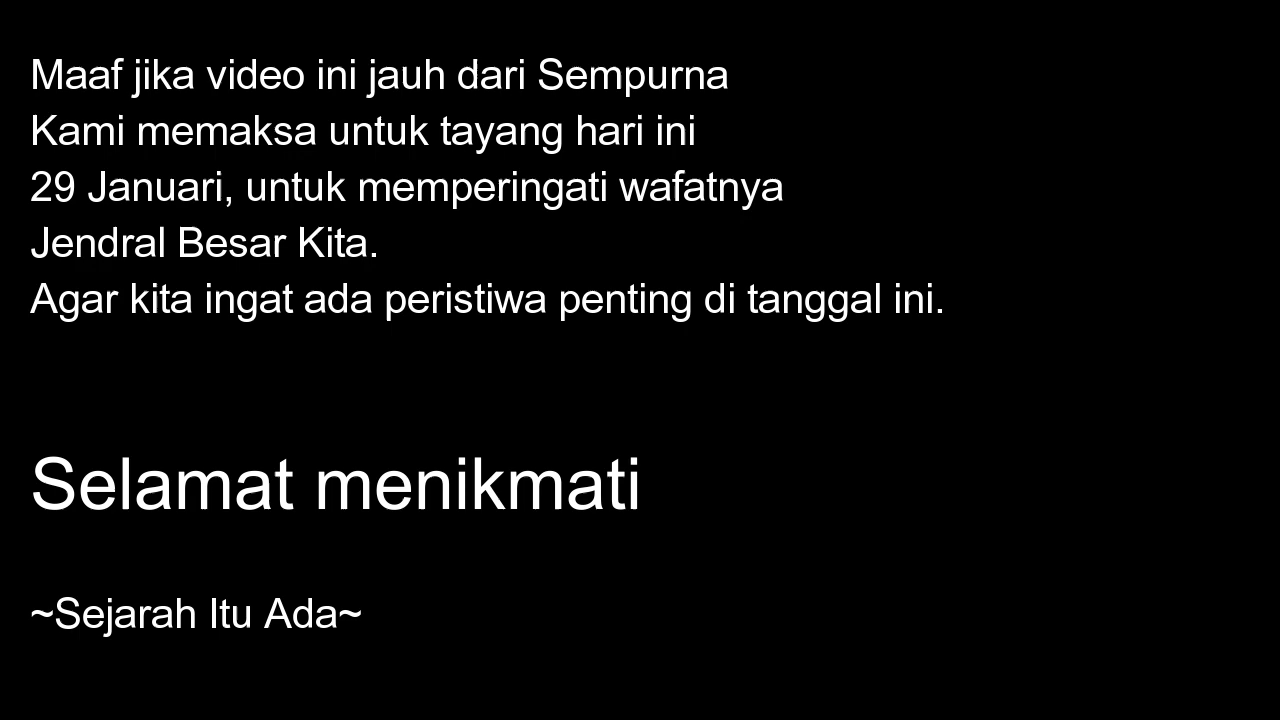 Maaf jika video ini jauh dari Sempurna
Kami memaksa untuk tayang hari ini
29 Januari, untuk memperingati wafatnya
Jendral Besar Kita.
Agar kita ingat ada peristiwa penting di tanggal ini.
Selamat menikmati
~Sejarah Itu Ada~